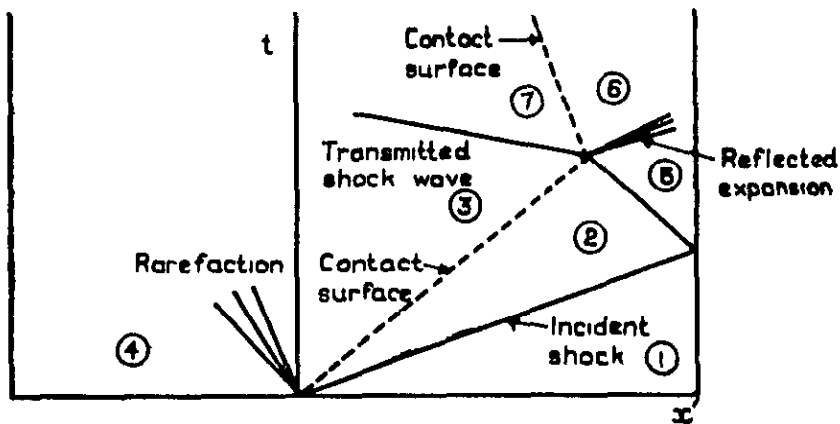 t
Contact
surface
7
6
Transmitted
shock wave
3
5
Reflected
expansion
2
Rarefaction
Contact
surface
4
Incident
shock
1
x